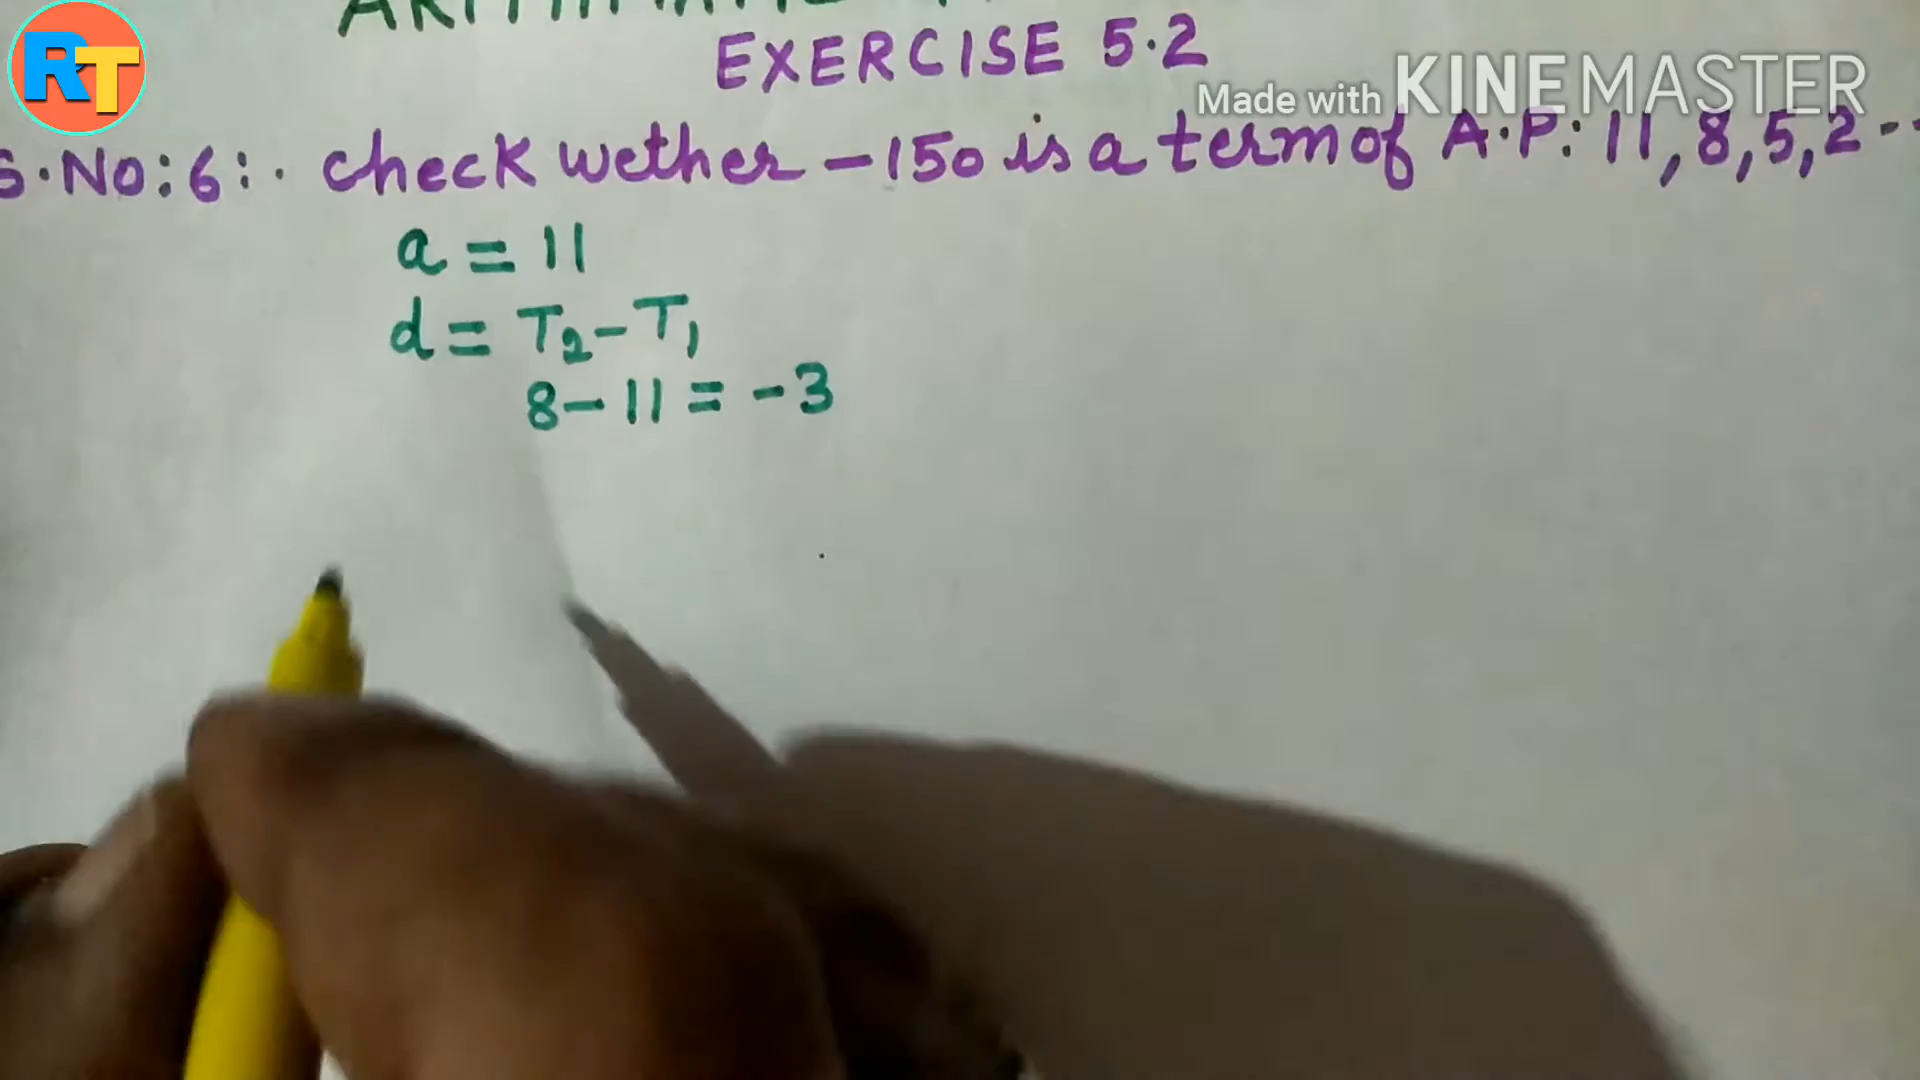 EXERCISE 5.2
RT
Made with KINEMASTER
S.No:6:. check wether -150 is a term of A.P: 11, 8, 5, 2 --
a = 11
d = T2 - T1
8 - 11 = -3